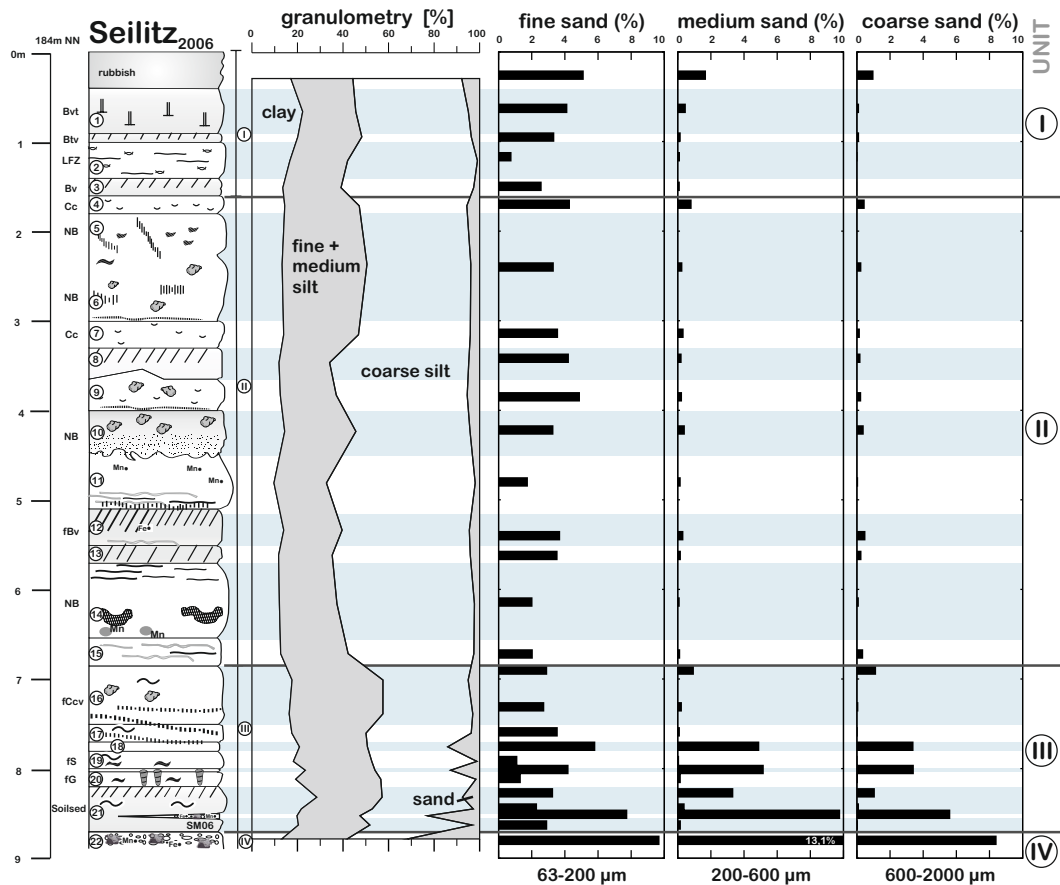 184m NN
Seilitz 2006
granulometry [%]
fine sand (%)
medium sand (%)
coarse sand (%)
UNIT
0 20 40 60 80 100
0 2 4 6 8 10
0 2 4 6 8 10
0 2 4 6 8 10
0m
rubbish
clay
Bvt
1
I
I
Btv
1
LFZ
2
Bv
3
Cc
4
NB
5
2
fine +
medium
silt
NB
6
3
Cc
7
8
coarse silt
9
II
4
NB
10
II
Mn
Mn
11
Mn
5
fBv
12
Fe
13
6
NB
14
Mn
Mn
15
7
fCcv
16
III
17
18
III
fS
19
8
fG
20
sand
Soilsed
21
Fe
Mn
SM06
22
Mn
Fe
IV
13,1%
IV
9
63-200 µm
200-600 µm
600-2000 µm